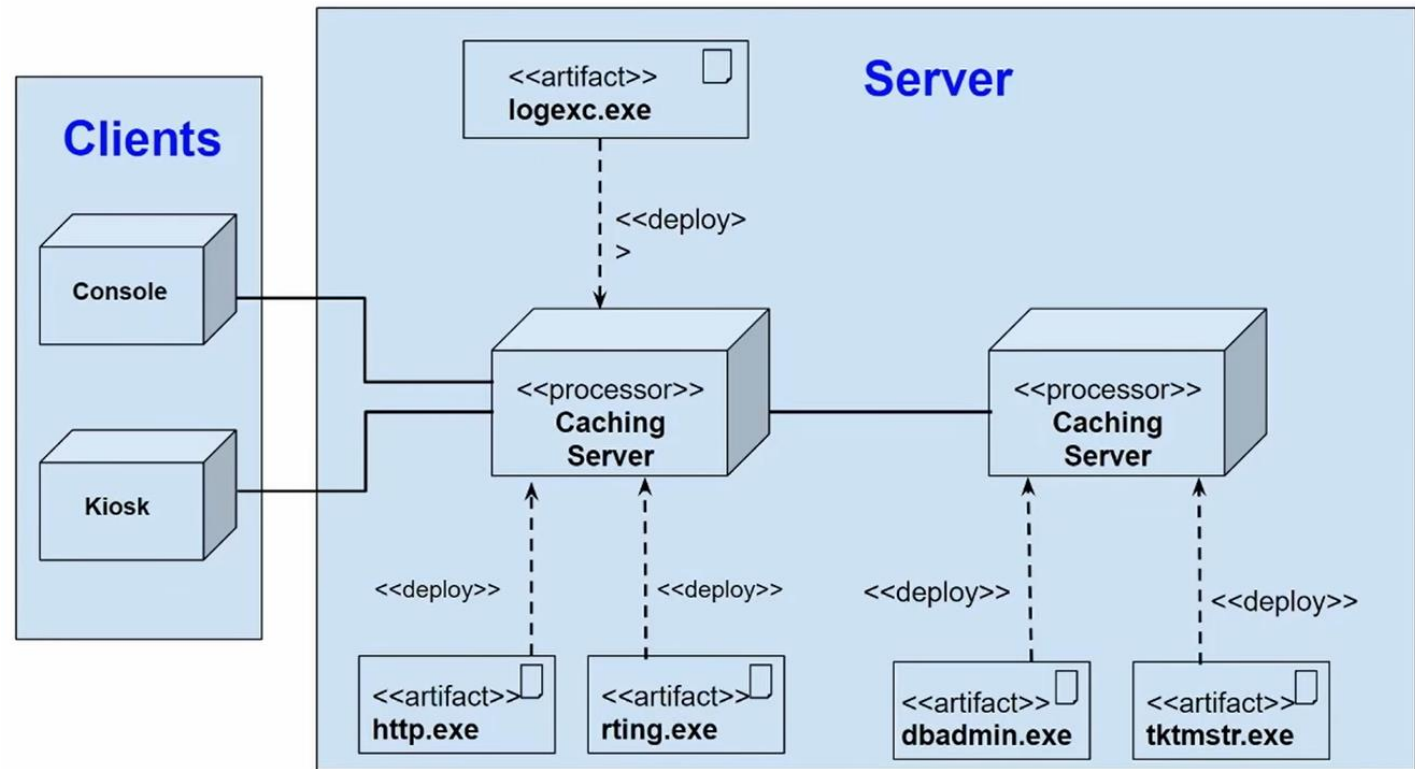 Clients
Console
Kiosk
Server
<<artifact>>
logexc.exe
<<deploy>
>
<<processor>>
Caching
Server
<<processor>>
Caching
Server
<<deploy>>
<<deploy>>
<<deploy>>
<<deploy>>
<<artifact>>
http.exe
<<artifact>>
rting.exe
<<artifact>>
dbadmin.exe
<<artifact>>
tktmstr.exe